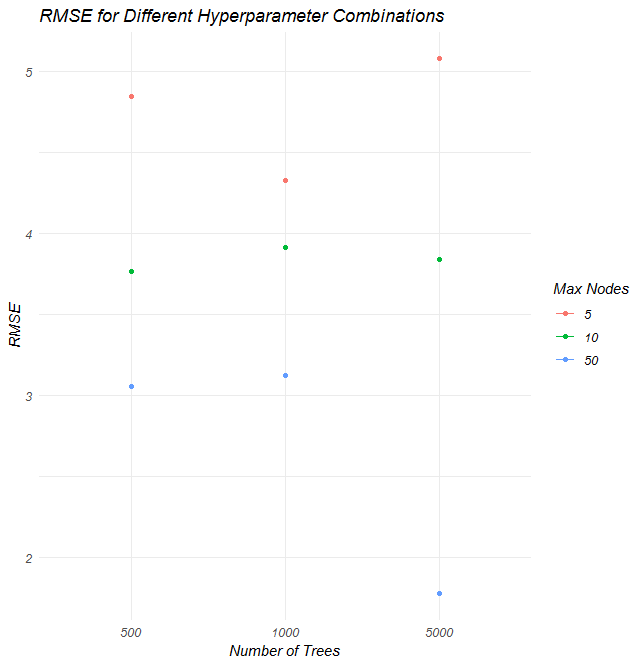 RMSE for Different Hyperparameter Combinations
5
4
3
2
RMSE
500
1000
5000
Number of Trees
Max Nodes
5
10
50